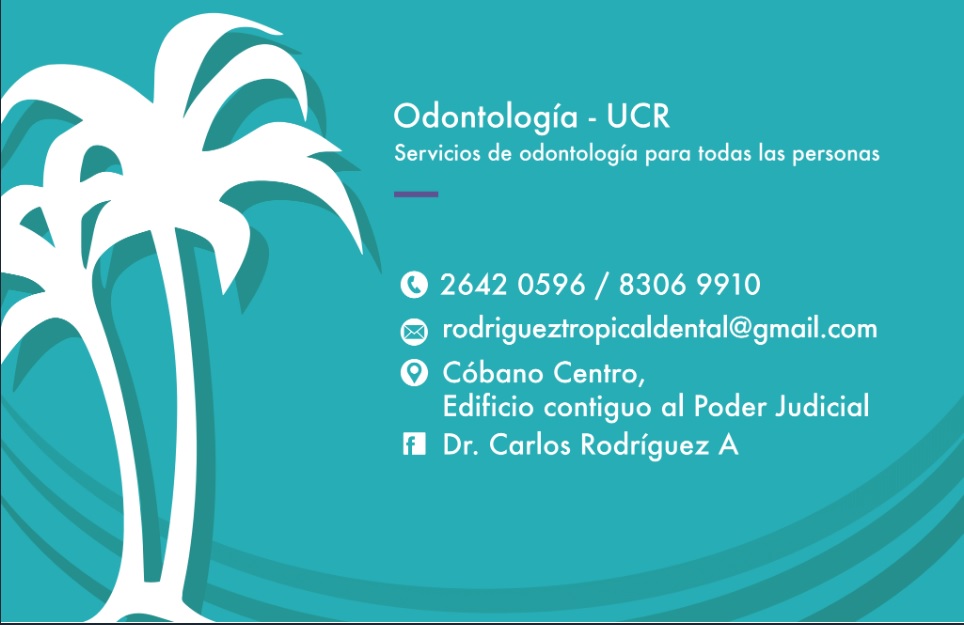 Odontología - UCR
Servicios de odontología para todas las personas
2642 0596 / 8306 9910
rodrigueztropicaldental@gmail.com
Cóbano Centro,
Edificio contiguo al Poder Judicial
f Dr. Carlos Rodríguez A